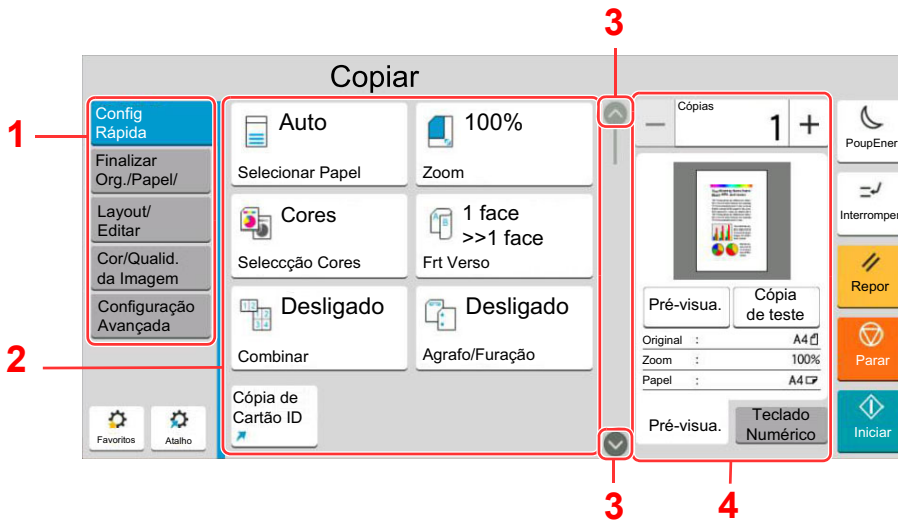 3
Copiar
1
Config
Rápida
Finalizar
Org./Papel/
Layout/
Editar
Cor/Qualid.
da Imagem
Configuração
Avançada
Favoritos
Atalho
2
Auto
Selecionar Papel
100%
Zoom
Cores
Selecção Cores
1 face
>>1 face
Frt Verso
Desligado
Combinar
Desligado
Agrafo/Furação
Cópia de
Cartão ID
3
Cópias
— 1 +
Pré-visua.
Cópia
de teste
Original : A4
Zoom : 100%
Papel : A4
Pré-visua.
Teclado
Numérico
4
PoupEner
Interromper
Repor
Parar
Iniciar